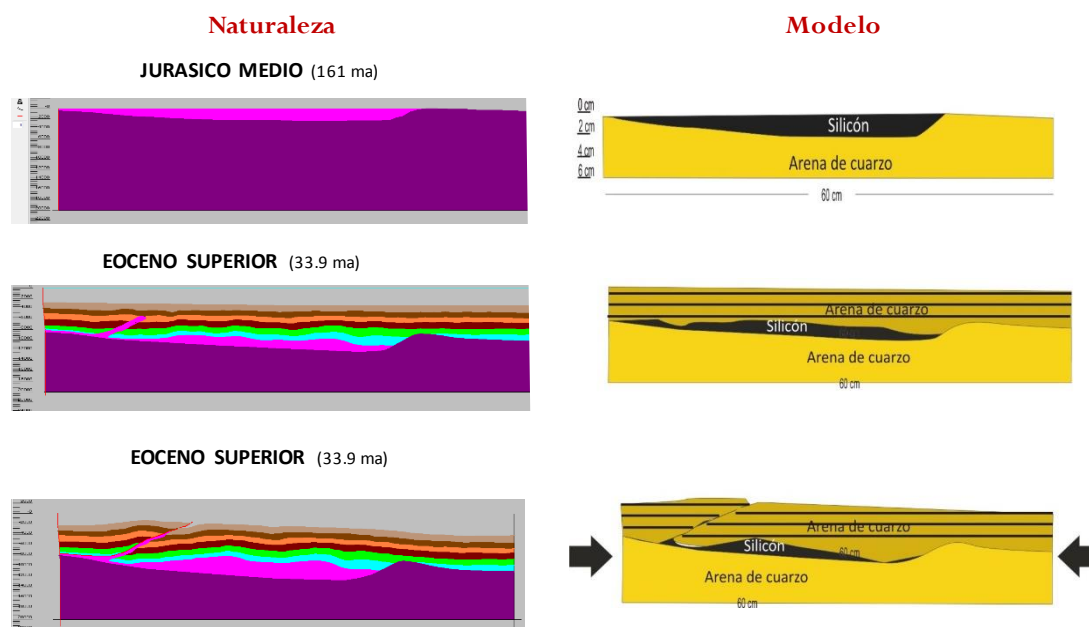 Naturaleza
Modelo
JURASICO MEDIO (161 ma)
0 cm
2 cm
4 cm
6 cm
Silicón
Arena de cuarzo
60 cm
EOCENO SUPERIOR (33.9 ma)
Arena de cuarzo
Silicón
Arena de cuarzo
60 cm
EOCENO SUPERIOR (33.9 ma)
Arena de cuarzo
Silicón
60 cm
Arena de cuarzo
60 cm